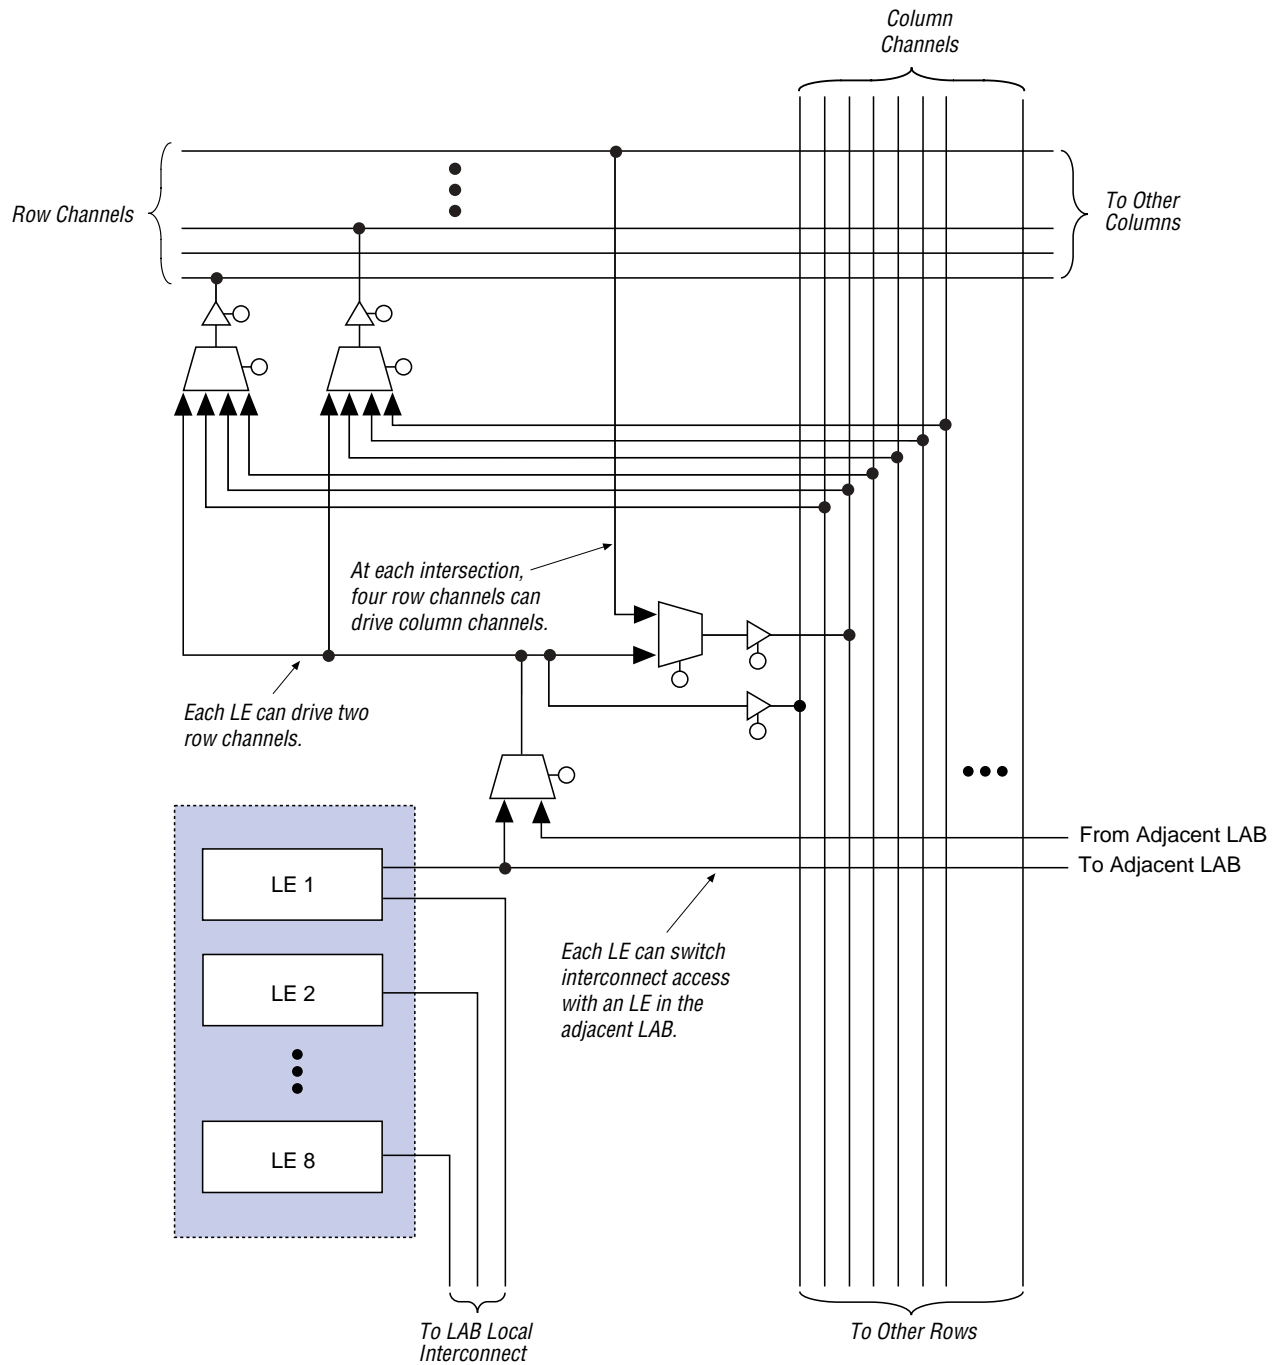 Column
Channels
Row Channels
To Other
Columns
At each intersection,
four row channels can
drive column channels.
Each LE can drive two
row channels.
From Adjacent LAB
To Adjacent LAB
LE 1
Each LE can switch
interconnect access
with an LE in the
adjacent LAB.
LE 2
LE 8
To LAB Local
Interconnect
To Other Rows